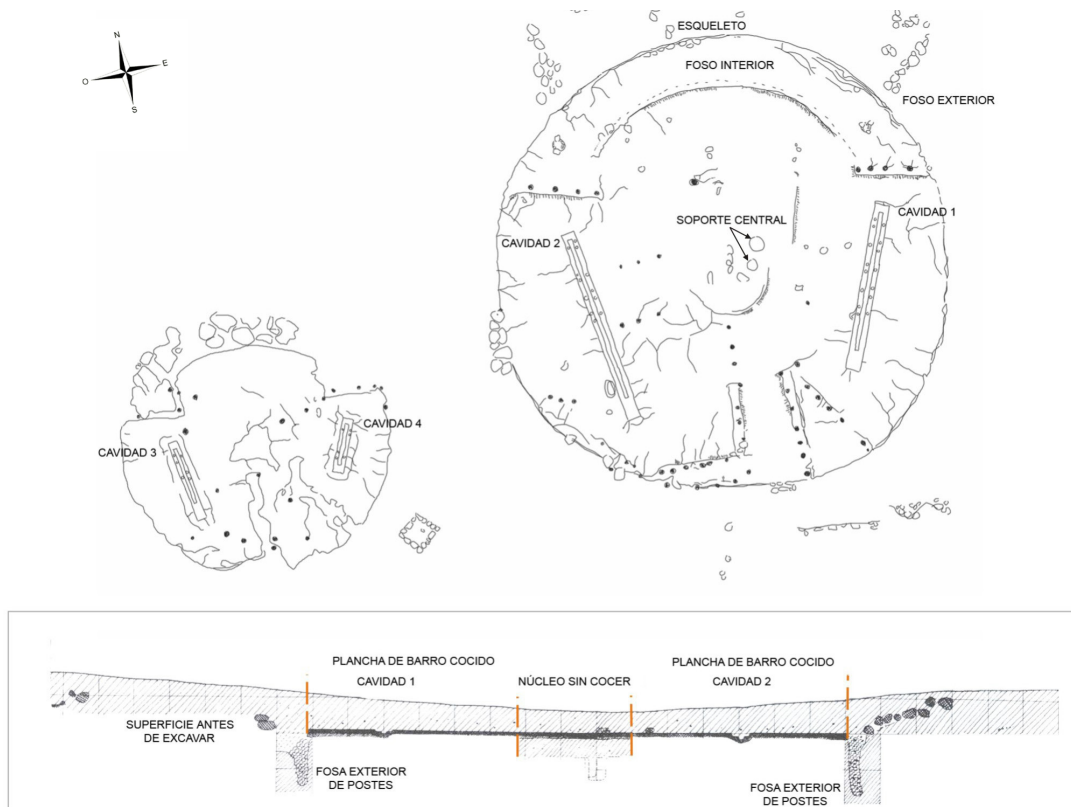 N
E
S
O
ESQUELETO
FOSO INTERIOR
FOSO EXTERIOR
CAVIDAD 1
SOPORTE CENTRAL
CAVIDAD 2
CAVIDAD 4
CAVIDAD 3
PLANCHA DE BARRO COCIDO
CAVIDAD 1
NÚCLEO SIN COCER
PLANCHA DE BARRO COCIDO
CAVIDAD 2
SUPERFICIE ANTES
DE EXCAVAR
FOSA EXTERIOR
DE POSTES
FOSA EXTERIOR
DE POSTES